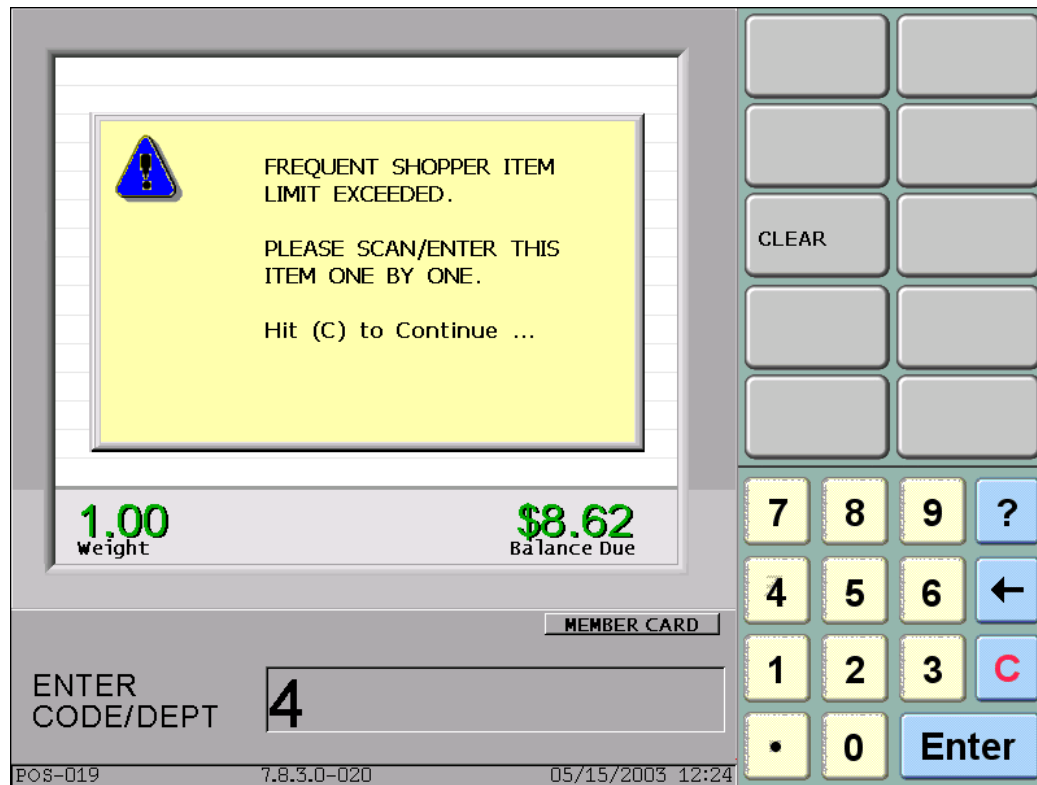 FREQUENT SHOPPER ITEM
LIMIT EXCEEDED.
PLEASE SCAN/ENTER THIS
ITEM ONE BY ONE.
Hit (C) to Continue ...
1.00
Weight
$8.62
Balance Due
MEMBER CARD
ENTER
CODE/DEPT
4
POS-019 7.8.3.0-020 05/15/2003 12:24
CLEAR
7 8 9 ?
4 5 6 ←
1 2 3 C
. 0 Enter